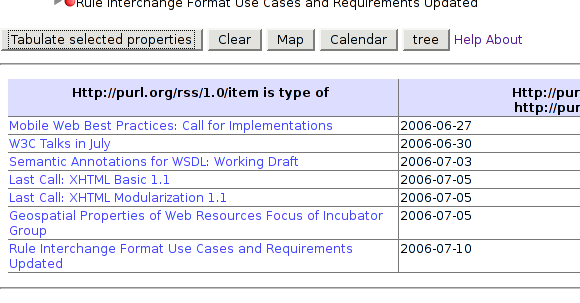 Rule Interchange Format Use Cases and Requirements Updated
Tabulate selected properties Clear Map Calendar tree Help About
Http://purl.org/rss/1.0/item is type of
Http://pur
http://pur
Mobile Web Best Practices: Call for Implementations 2006-06-27
W3C Talks in July 2006-06-30
Semantic Annotations for WSDL: Working Draft 2006-07-03
Last Call: XHTML Basic 1.1 2006-07-05
Last Call: XHTML Modularization 1.1 2006-07-05
Geospatial Properties of Web Resources Focus of Incubator 2006-07-05
Group
Rule Interchange Format Use Cases and Requirements 2006-07-10
Updated